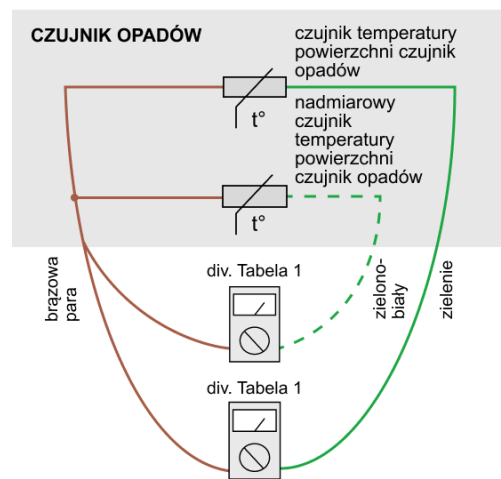 CZUJNIK OPADÓW
czujnik temperatury
powierzchni czujnik
opadów
t°
nadmiarowy
czujnik
temperatury
powierzchni
czujnik opadów
t°
brązowa
para
div. Tabela 1
zielono-
biały
zielenie
div. Tabela 1